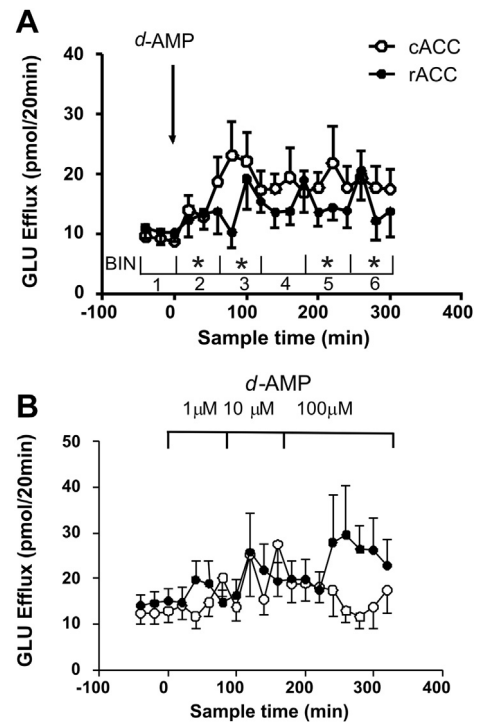 A
d-AMP
cACC
rACC
GLU Efflux (pmol/20min)
40
30
20
10
0
BIN
* * * *
1 2 3 4 5 6
-100 0 100 200 300 400
Sample time (min)
B
d-AMP
1μM 10 μM 100μM
GLU Efflux (pmol/20min)
50
40
30
20
10
0
-100 0 100 200 300 400
Sample time (min)